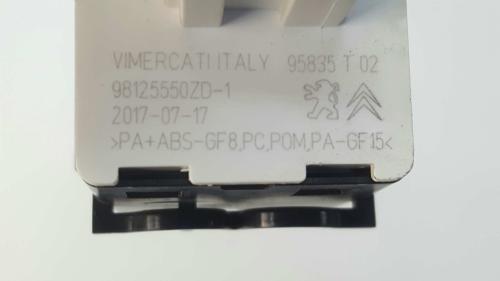 VIMERCATI ITALY 95835 T 02
98125550ZD-1
2017-07-17
>PA+ABS-GF8,PC,POM,PA-GF15<